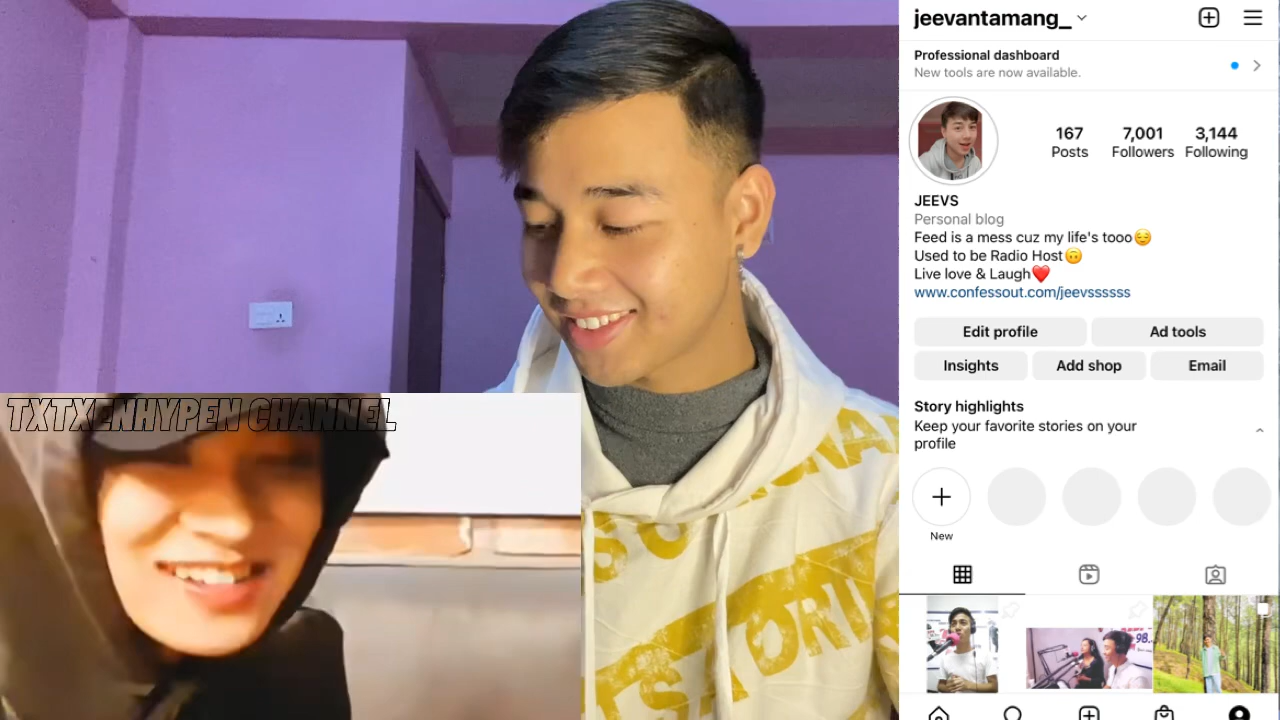 jeevantamang_
Professional dashboard
New tools are now available.
167
7,001
3,144
Posts
Followers
Following
JEEVS
Personal blog
Feed is a mess cuz my life's tooo😌
Used to be Radio Host🙃
Live love & Laugh❤️
www.confessout.com/jeevssssss
Edit profile
Ad tools
Insights
Add shop
Email
Story highlights
Keep your favorite stories on your
profile
New
TXTXENHYPEN CHANNEL
98.